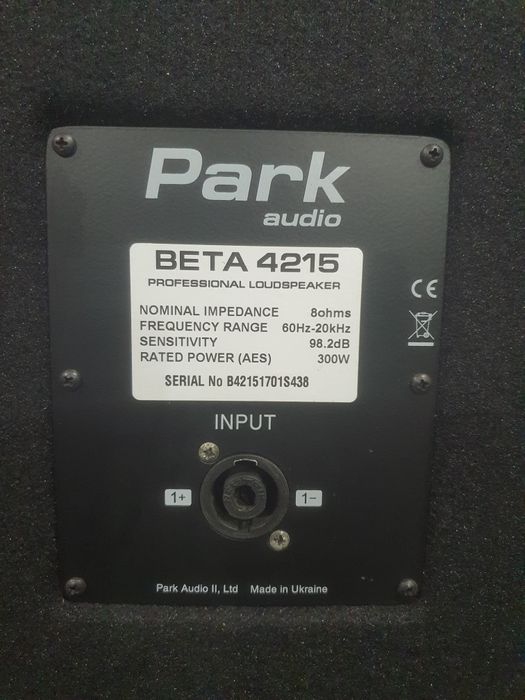 Park
audio
BETA 4215
PROFESSIONAL LOUDSPEAKER
NOMINAL IMPEDANCE 8ohms
FREQUENCY RANGE 60Hz-20kHz
SENSITIVITY 98.2dB
RATED POWER (AES) 300W
SERIAL No B42151701S438
CE
INPUT
1+ 1−
Park Audio II, Ltd Made in Ukraine